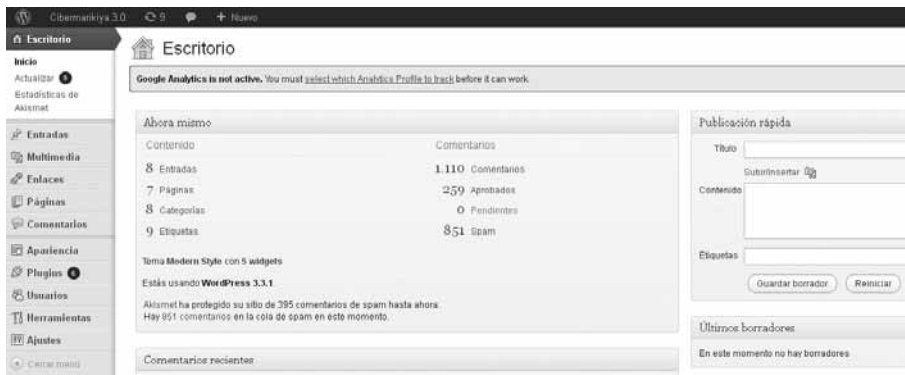 Cibermankiya 3.0 9 + Nuevo
Escritorio
Inicio
Actualizar
Estadísticas de
Akismet
Entradas
Multimedia
Enlaces
Páginas
Comentarios
Apariencia
Plugins
Usuarios
Herramientas
Ajustes
Cerrar menú
Escritorio
Google Analytics is not active. You must select which Analytics Profile to track before it can work.
Ahora mismo
Contenido Comentarios
8 Entradas 1.110 Comentarios
7 Páginas 259 Aprobados
8 Categorías 0 Pendientes
9 Etiquetas 851 Spam
Tema Modern Style con 5 widgets
Estás usando WordPress 3.3.1.
Akismet ha protegido su sitio de 395 comentarios de spam hasta ahora.
Hay 851 comentarios en la cola de spam en este momento.
Comentarios recientes
Publicación rápida
Título
Subir/Insertar
Contenido
Etiquetas
Guardar borrador Reiniciar
Últimos borradores
En este momento no hay borradores